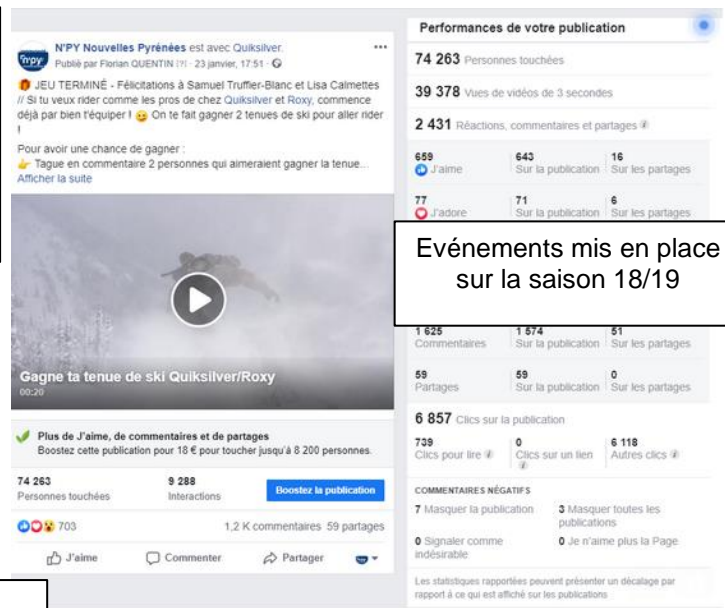 N'PY Nouvelles Pyrénées est avec Quiksilver.
Publié par Florian QUENTIN [?] · 23 janvier, 17:51 ·
JEU TERMINÉ - Félicitations à Samuel Truffier-Blanc et Lisa Calmettes
// Si tu veux rider comme les pros de chez Quiksilver et Roxy, commence
déjà par bien t'équiper ! On te fait gagner 2 tenues de ski pour aller rider
!
Pour avoir une chance de gagner :
Tague en commentaire 2 personnes qui aimeraient gagner la tenue...
Afficher la suite
Gagne ta tenue de ski Quiksilver/Roxy
00:20
Plus de J'aime, de commentaires et de partages
Boostez cette publication pour 18 € pour toucher jusqu'à 8 200 personnes.
74 263 9 288
Personnes touchées Interactions Boostez la publication
703 1,2 K commentaires 59 partages
J'aime Commenter Partager
Performances de votre publication
74 263 Personnes touchées
39 378 Vues de vidéos de 3 secondes
2 431 Réactions, commentaires et partages
659 643 16
J'aime Sur la publication Sur les partages
77 71 6
J'adore Sur la publication Sur les partages
Evénements mis en place
sur la saison 18/19
1 625 1 574 51
Commentaires Sur la publication Sur les partages
59 59 0
Partages Sur la publication Sur les partages
6 857 Clics sur la publication
739 0 6 118
Clics pour lire Clics sur un lien Autres clics
COMMENTAIRES NÉGATIFS
7 Masquer la publication 3 Masquer toutes les
publications
0 Signaler comme 0 Je n'aime plus la Page
indésirable
Les statistiques rapportées peuvent présenter un décalage par
rapport à ce qui est affiché sur les publications